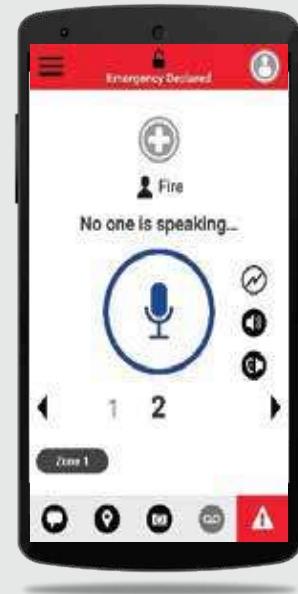 Emergency Declared
Fire
No one is speaking...
1 2
Zone 1